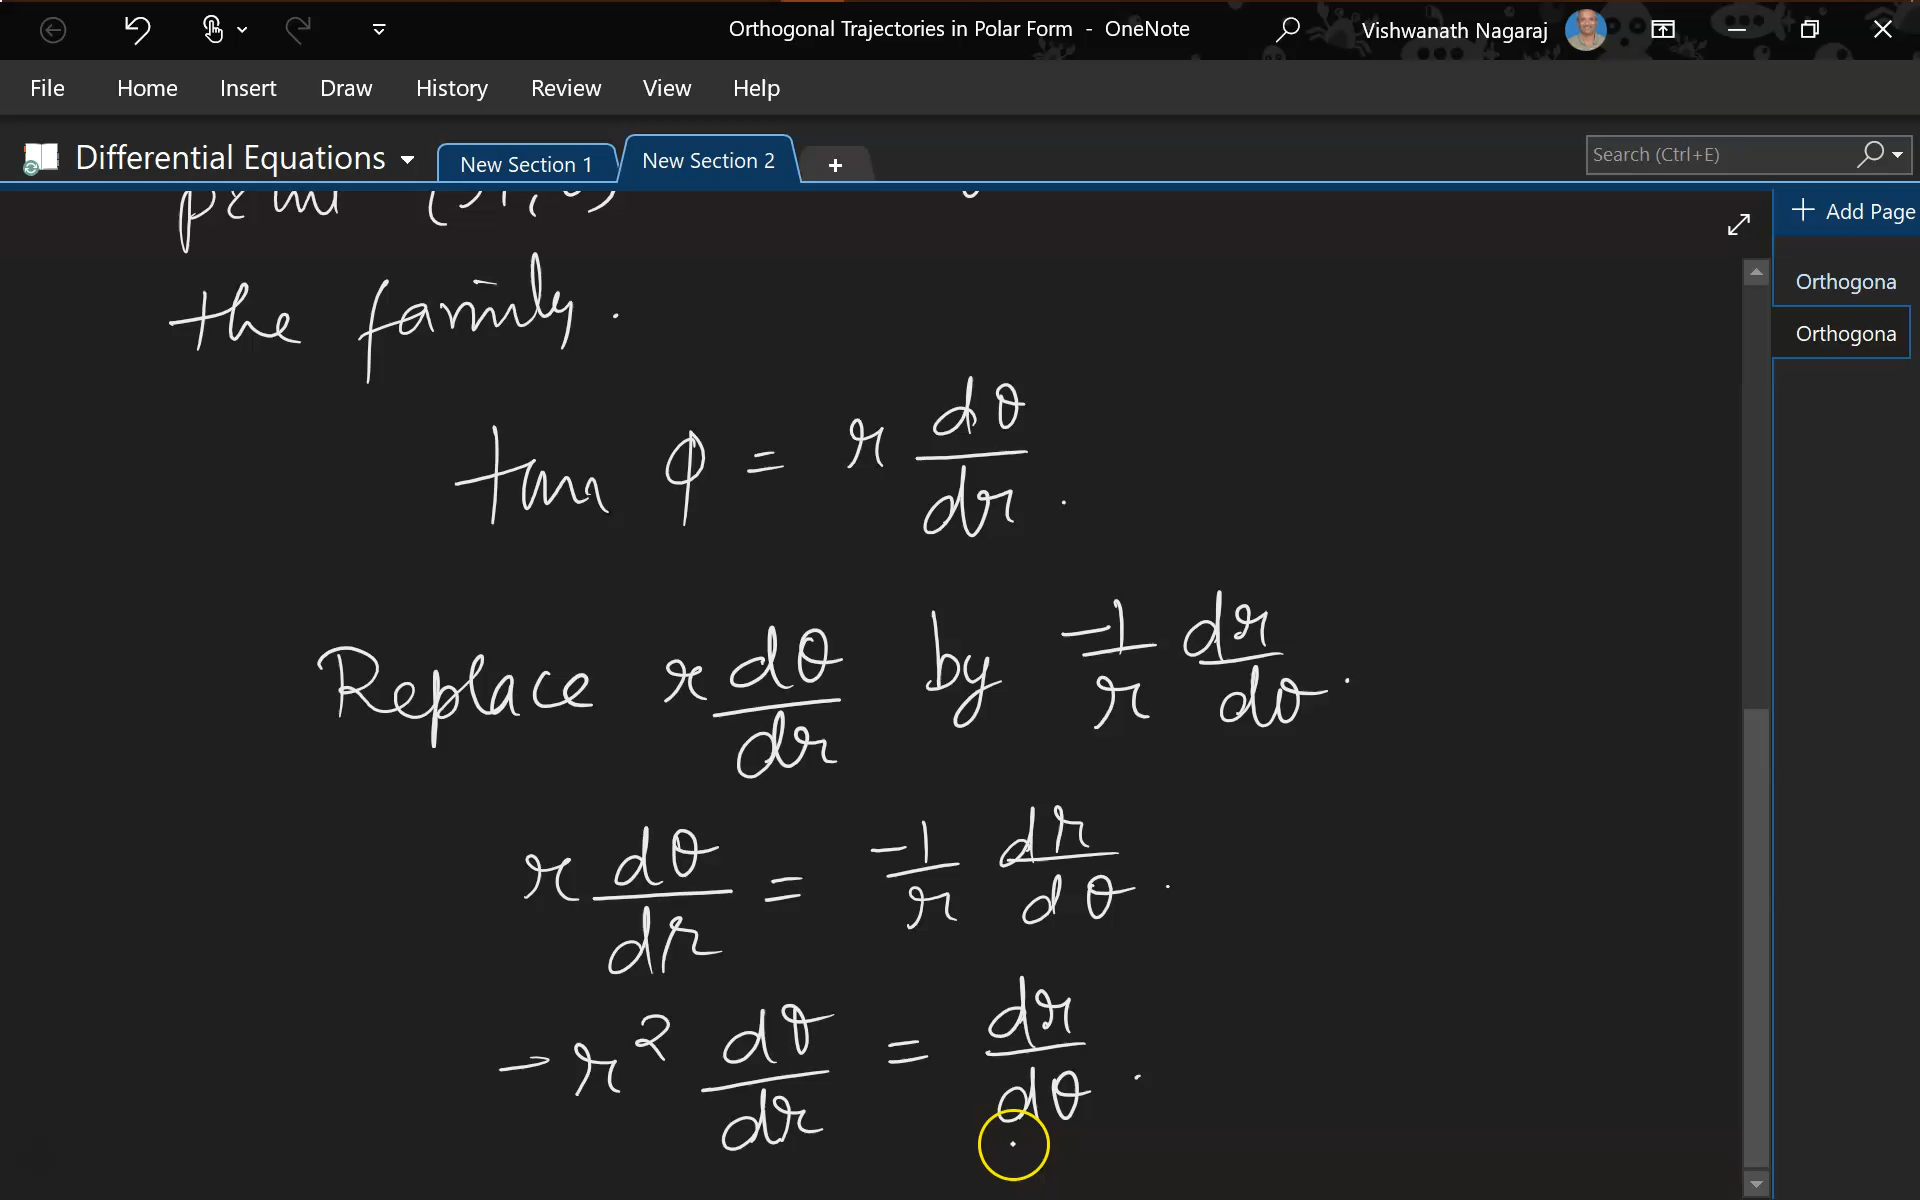 Orthogonal Trajectories in Polar Form - OneNote
Vishwanath Nagaraj
File Home Insert Draw History Review View Help
Differential Equations New Section 1 New Section 2 +
Search (Ctrl+E)
+ Add Page
Orthogona
Orthogona
point
the family.
tan φ = r dθ/dr .
Replace r dθ/dr by -1/r dr/dθ .
r dθ/dr = -1/r dr/dθ .
-r² dθ/dr = dr/dθ .